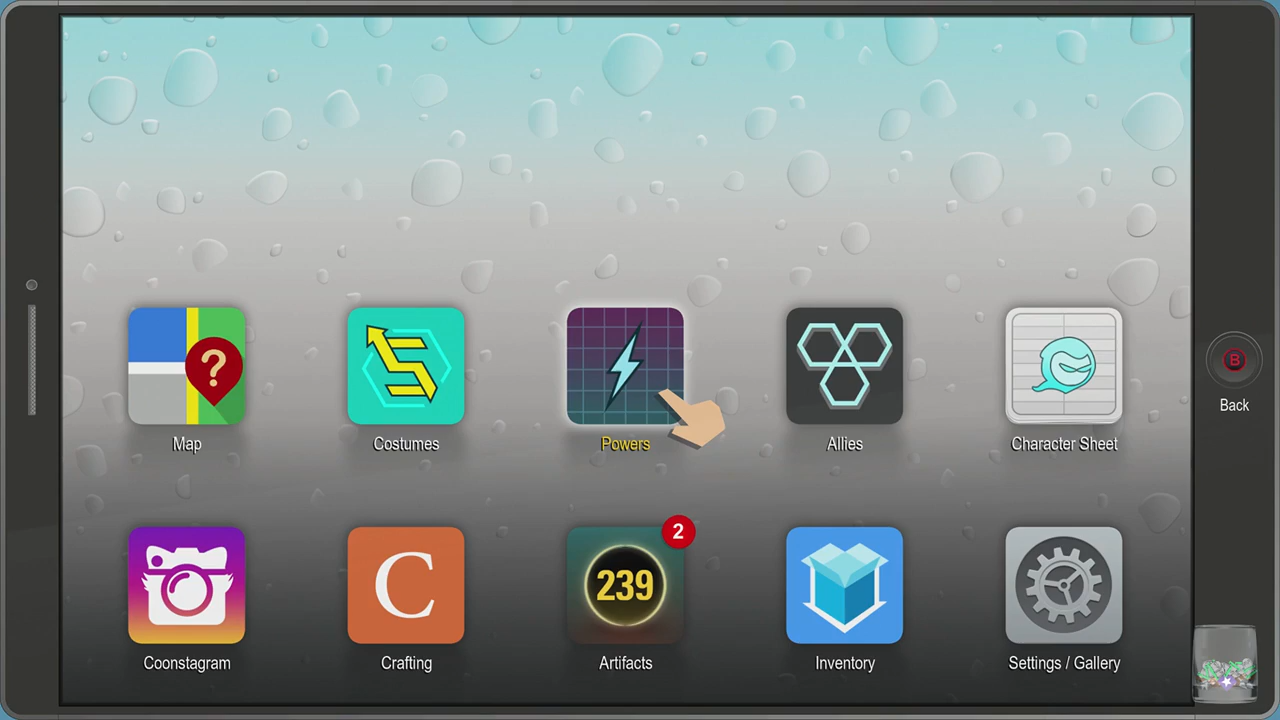 ?
Map
Costumes
Powers
Allies
Character Sheet
B
Back
2
C
239
Coonstagram
Crafting
Artifacts
Inventory
Settings / Gallery